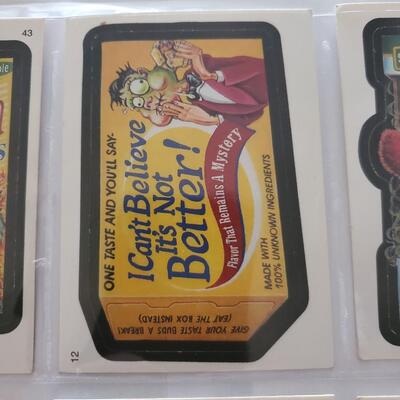 43
ONE TASTE AND YOU'LL SAY-
I Can't Believe
it's Not
Better!
Flavor That Remains A Mystery
MADE WITH
100% UNKNOWN INGREDIENTS
GIVE YOUR TASTE BUDS A BREAK!
(EAT THE BOX INSTEAD)
12